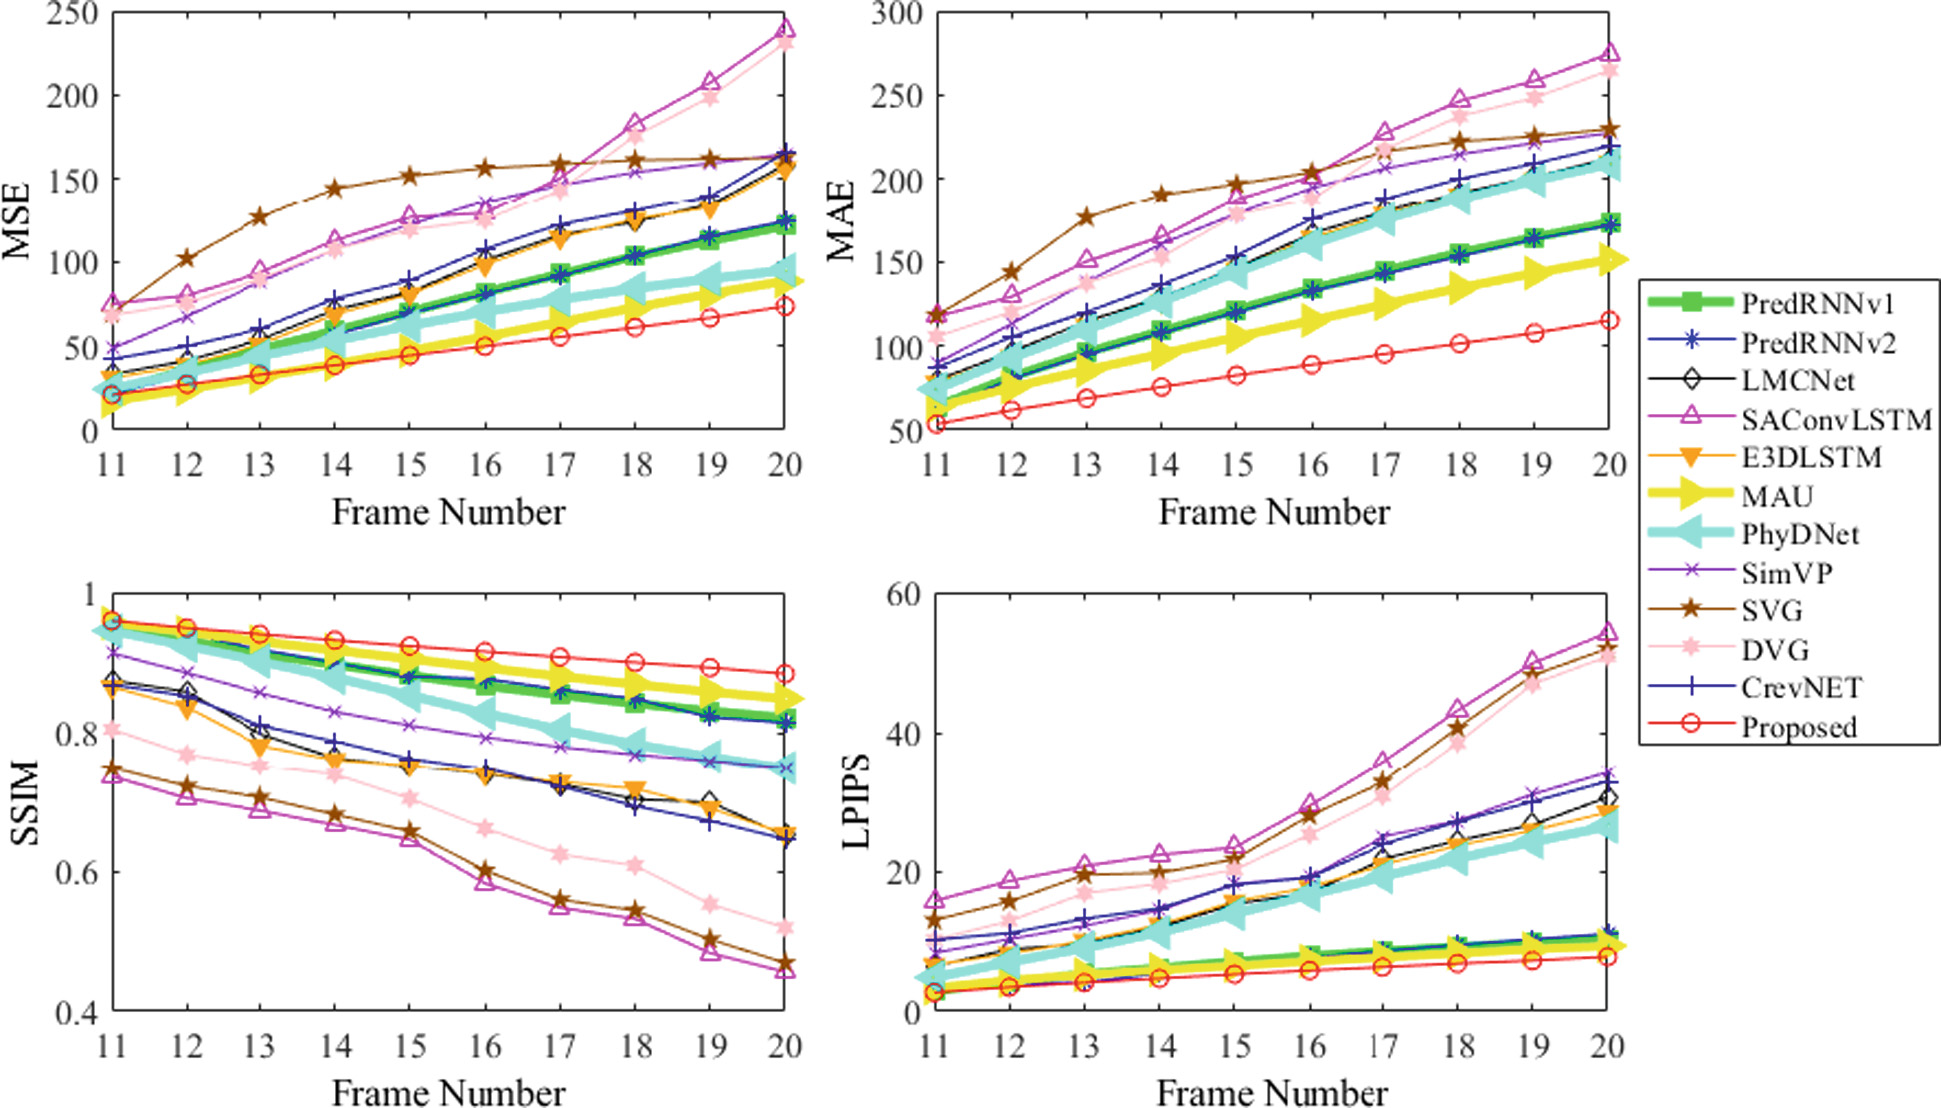 250
200
150
100
50
0
MSE
11 12 13 14 15 16 17 18 19 20
Frame Number
300
250
200
150
100
50
MAE
11 12 13 14 15 16 17 18 19 20
Frame Number
1
0.8
0.6
0.4
SSIM
11 12 13 14 15 16 17 18 19 20
Frame Number
60
40
20
0
LPIPS
11 12 13 14 15 16 17 18 19 20
Frame Number
PredRNNv1
PredRNNv2
LMCNet
SAConvLSTM
E3DLSTM
MAU
PhyDNet
SimVP
SVG
DVG
CrevNET
Proposed